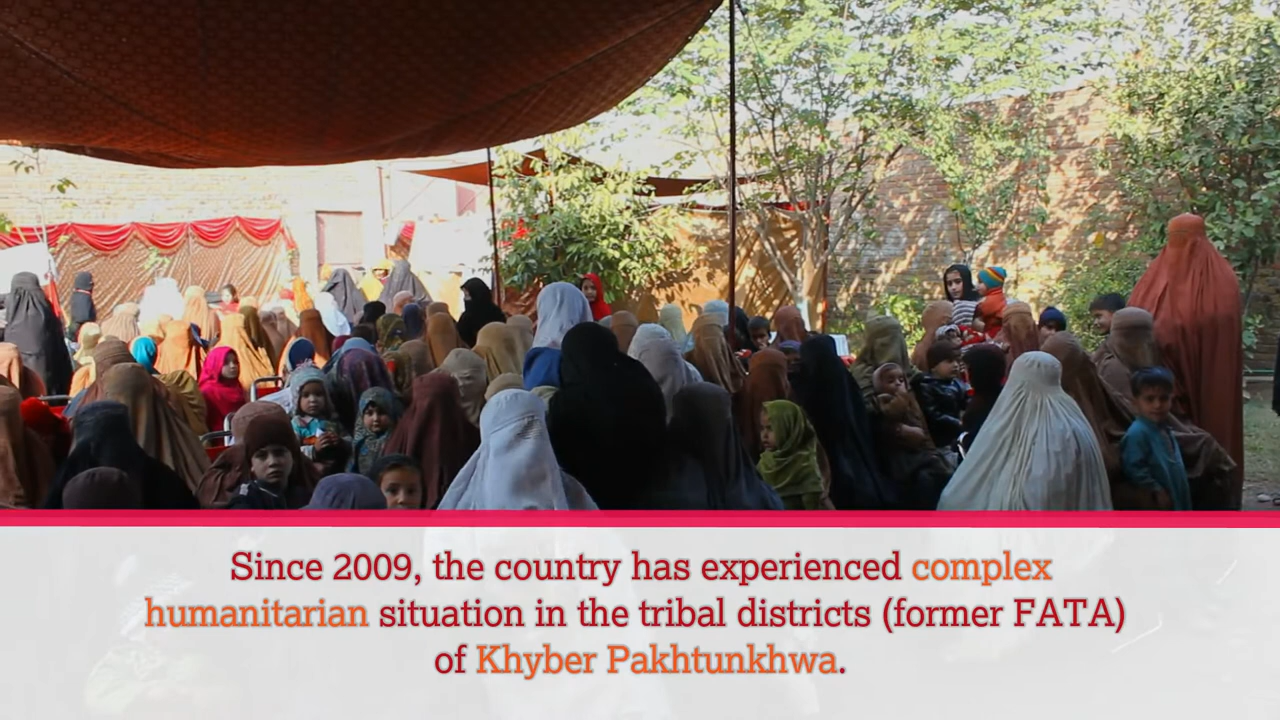 Since 2009, the country has experienced complex
humanitarian situation in the tribal districts (former FATA)
of Khyber Pakhtunkhwa.